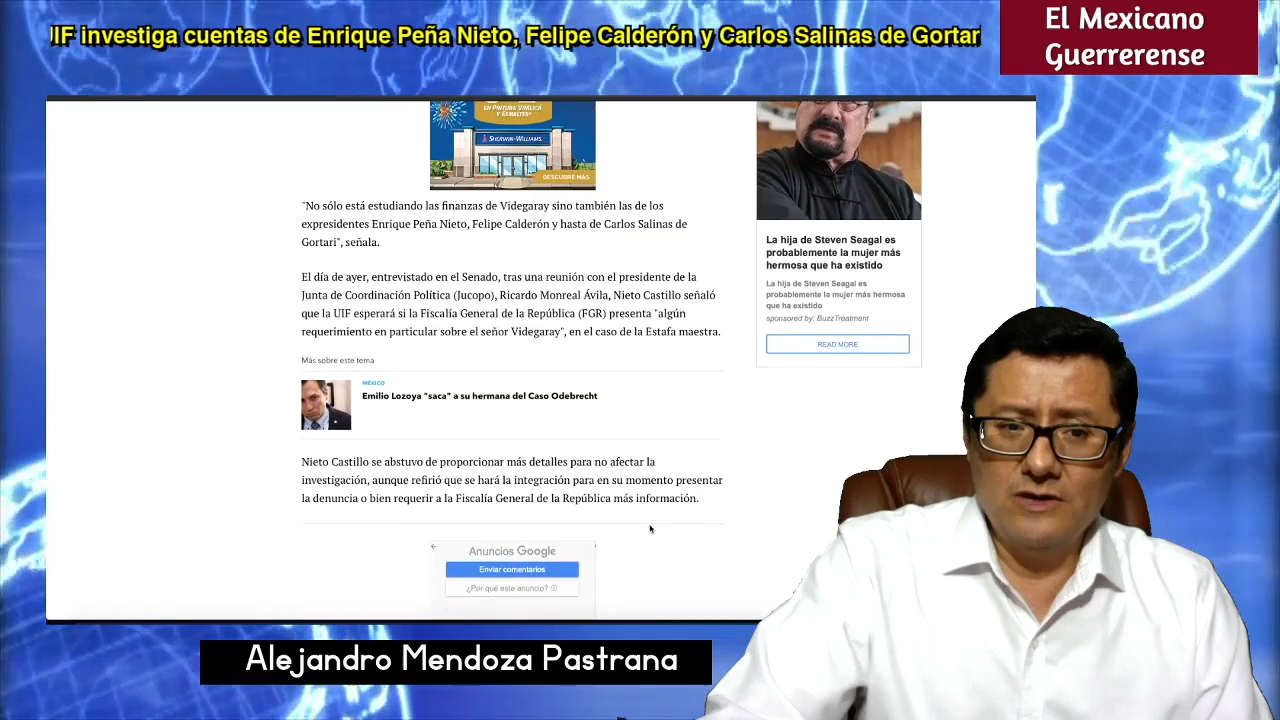 UIF investiga cuentas de Enrique Peña Nieto, Felipe Calderón y Carlos Salinas de Gortar
El Mexicano
Guerrerense
EN PINTURA VINÍLICA
Y ESMALTES*
SHERWIN-WILLIAMS.
DESCUBRE MÁS
"No sólo está estudiando las finanzas de Videgaray sino también las de los
expresidentes Enrique Peña Nieto, Felipe Calderón y hasta de Carlos Salinas de
Gortari", señala.
El día de ayer, entrevistado en el Senado, tras una reunión con el presidente de la
Junta de Coordinación Política (Jucopo), Ricardo Monreal Ávila, Nieto Castillo señaló
que la UIF esperará si la Fiscalía General de la República (FGR) presenta "algún
requerimiento en particular sobre el señor Videgaray", en el caso de la Estafa maestra.
Más sobre este tema
MÉXICO
Emilio Lozoya "saca" a su hermana del Caso Odebrecht
Nieto Castillo se abstuvo de proporcionar más detalles para no afectar la
investigación, aunque refirió que se hará la integración para en su momento presentar
la denuncia o bien requerir a la Fiscalía General de la República más información.
Anuncios Google
Enviar comentarios
¿Por qué este anuncio?
La hija de Steven Seagal es
probablemente la mujer más
hermosa que ha existido
La hija de Steven Seagal es
probablemente la mujer más hermosa
que ha existido
sponsored by: BuzzTreatment
READ MORE
Alejandro Mendoza Pastrana